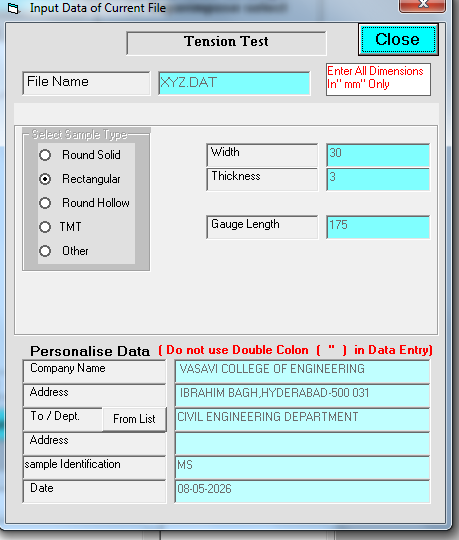 Input Data of Current File
Tension Test
Close
File Name
XYZ.DAT
Enter All Dimensions
In" mm" Only
Select Sample Type
Round Solid
Rectangular
Round Hollow
TMT
Other
Width 30
Thickness 3
Gauge Length 175
Personalise Data ( Do not use Double Colon ( " ) in Data Entry)
Company Name VASAVI COLLEGE OF ENGINEERING
Address IBRAHIM BAGH,HYDERABAD-500 031
To / Dept. From List CIVIL ENGINEERING DEPARTMENT
Address
sample Identification MS
Date 08-05-2026